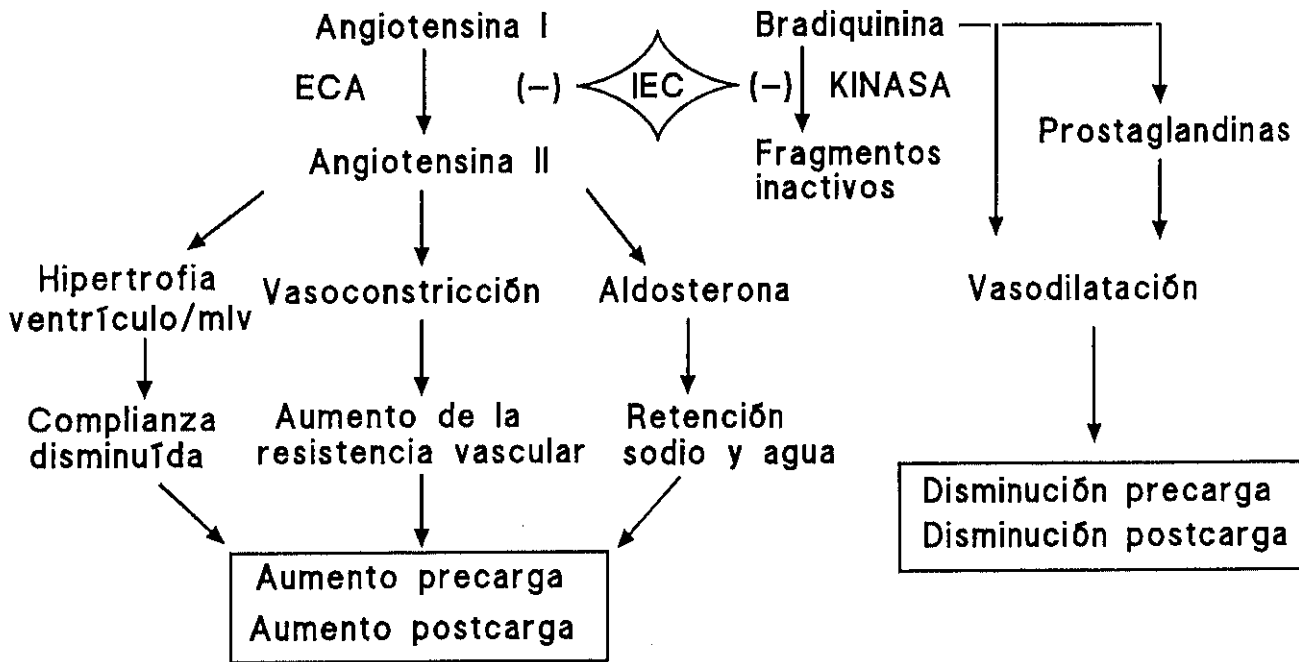 Angiotensina I
ECA
(-)
IEC
(-)
Bradiquinina
KINASA
Angiotensina II
Fragmentos
inactivos
Prostaglandinas
Hipertrofia
ventrículo/mlv
Vasoconstricción
Aldosterona
Vasodilatación
Complianza
disminuída
Aumento de la
resistencia vascular
Retención
sodio y agua
Disminución precarga
Disminución postcarga
Aumento precarga
Aumento postcarga